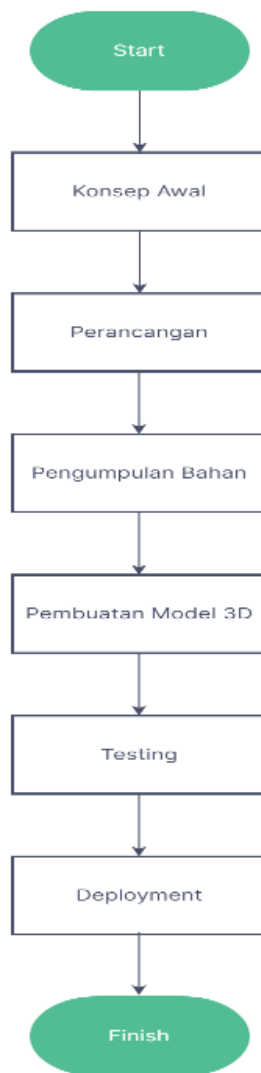 Start
Konsep Awal
Perancangan
Pengumpulan Bahan
Pembuatan Model 3D
Testing
Deployment
Finish